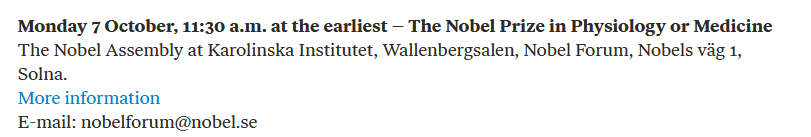 Monday 7 October, 11:30 a.m. at the earliest – The Nobel Prize in Physiology or Medicine
The Nobel Assembly at Karolinska Institutet, Wallenbergsalen, Nobel Forum, Nobels väg 1,
Solna.
More information
E-mail: nobelforum@nobel.se